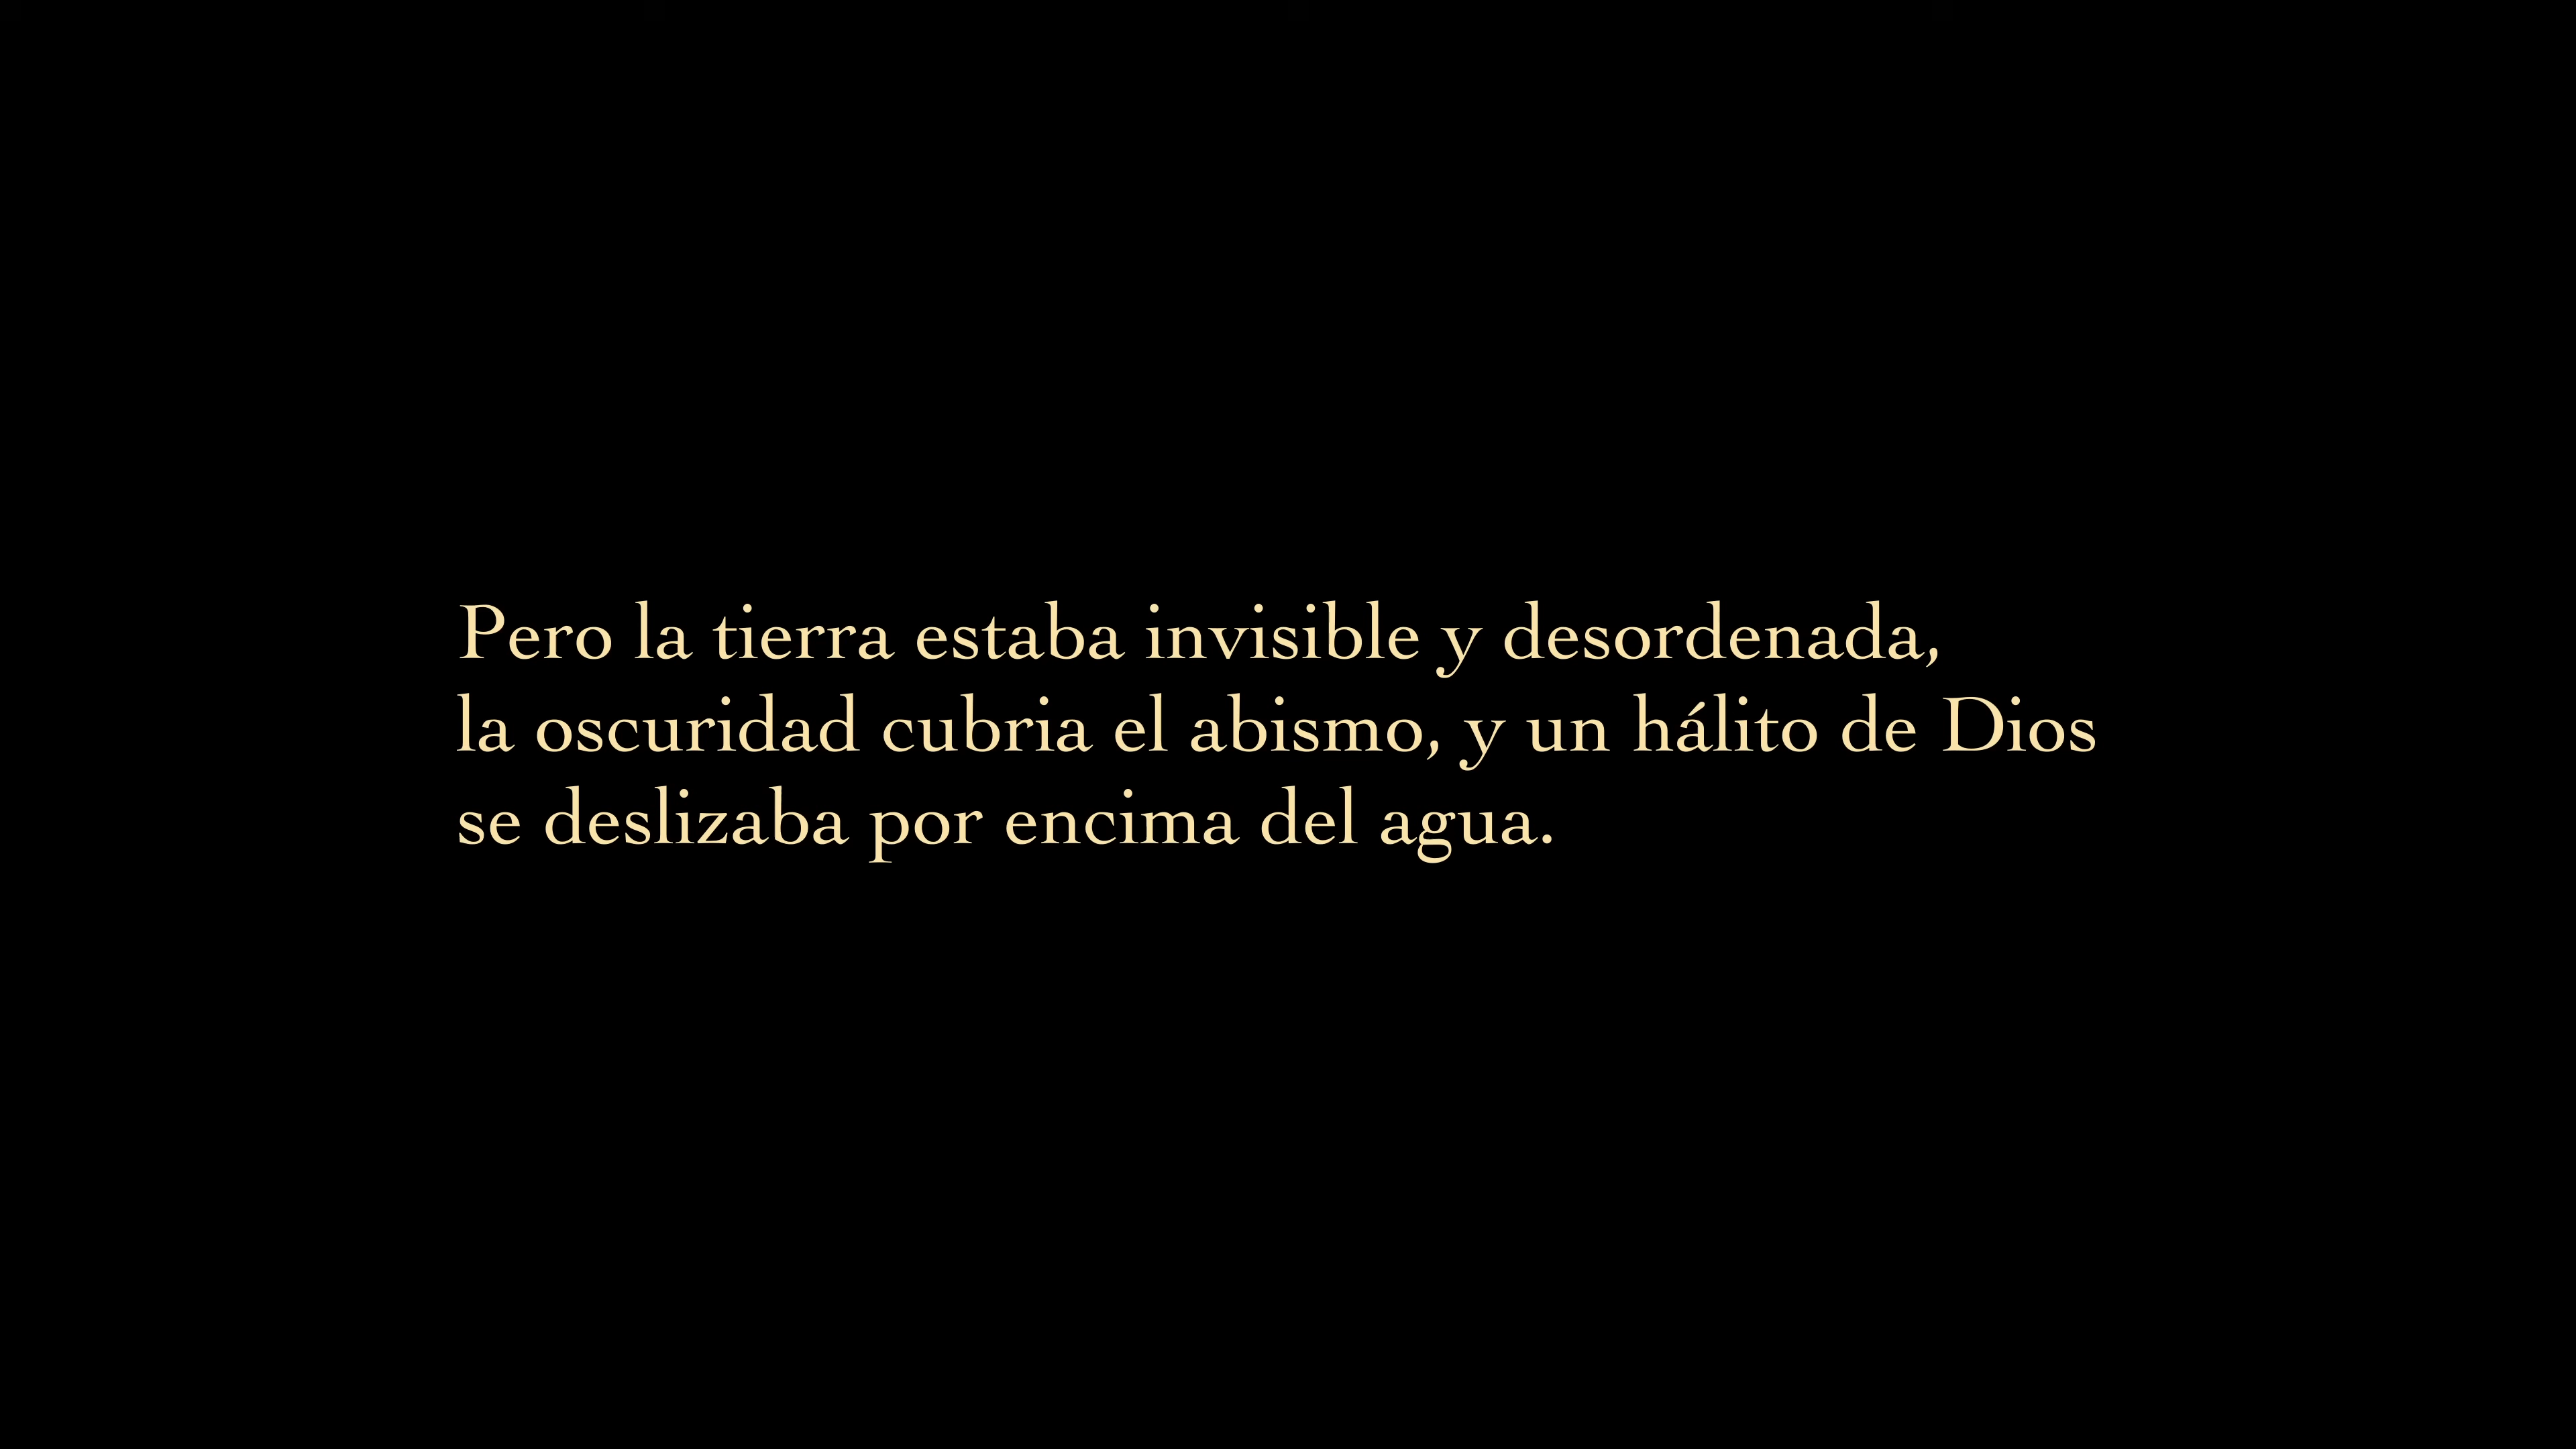 Pero la tierra estaba invisible y desordenada,
la oscuridad cubria el abismo, y un hálito de Dios
se deslizaba por encima del agua.